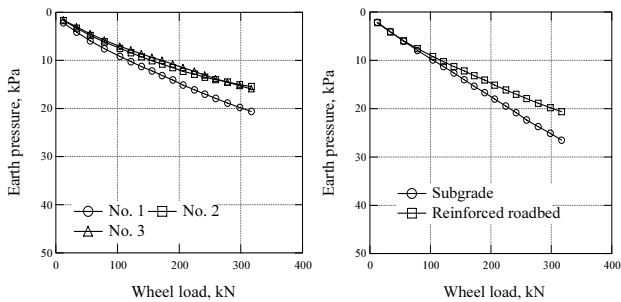 0
10
20
30
40
50
0 100 200 300 400
Earth pressure, kPa
Wheel load, kN
No. 1 No. 2
No. 3
0
10
20
30
40
50
0 100 200 300 400
Earth pressure, kPa
Wheel load, kN
Subgrade
Reinforced roadbed